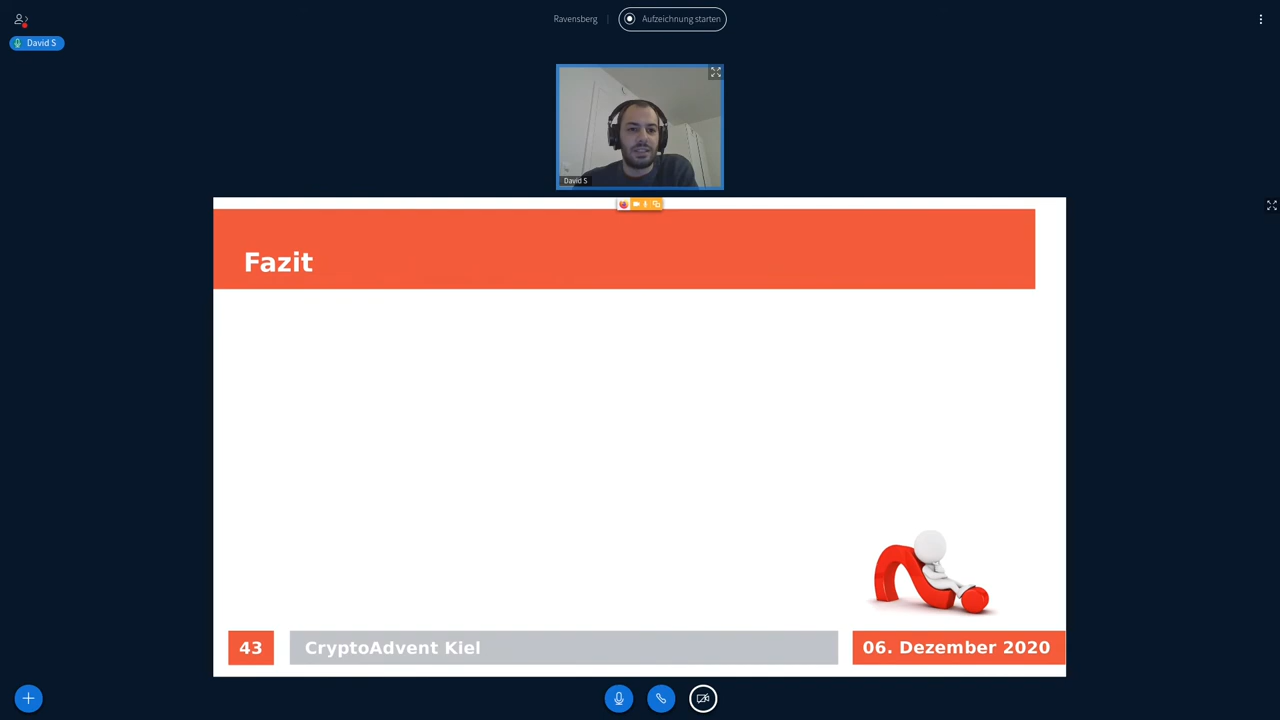 Ravensberg
Aufzeichnung starten
David S
David S
Fazit
43
CryptoAdvent Kiel
06. Dezember 2020